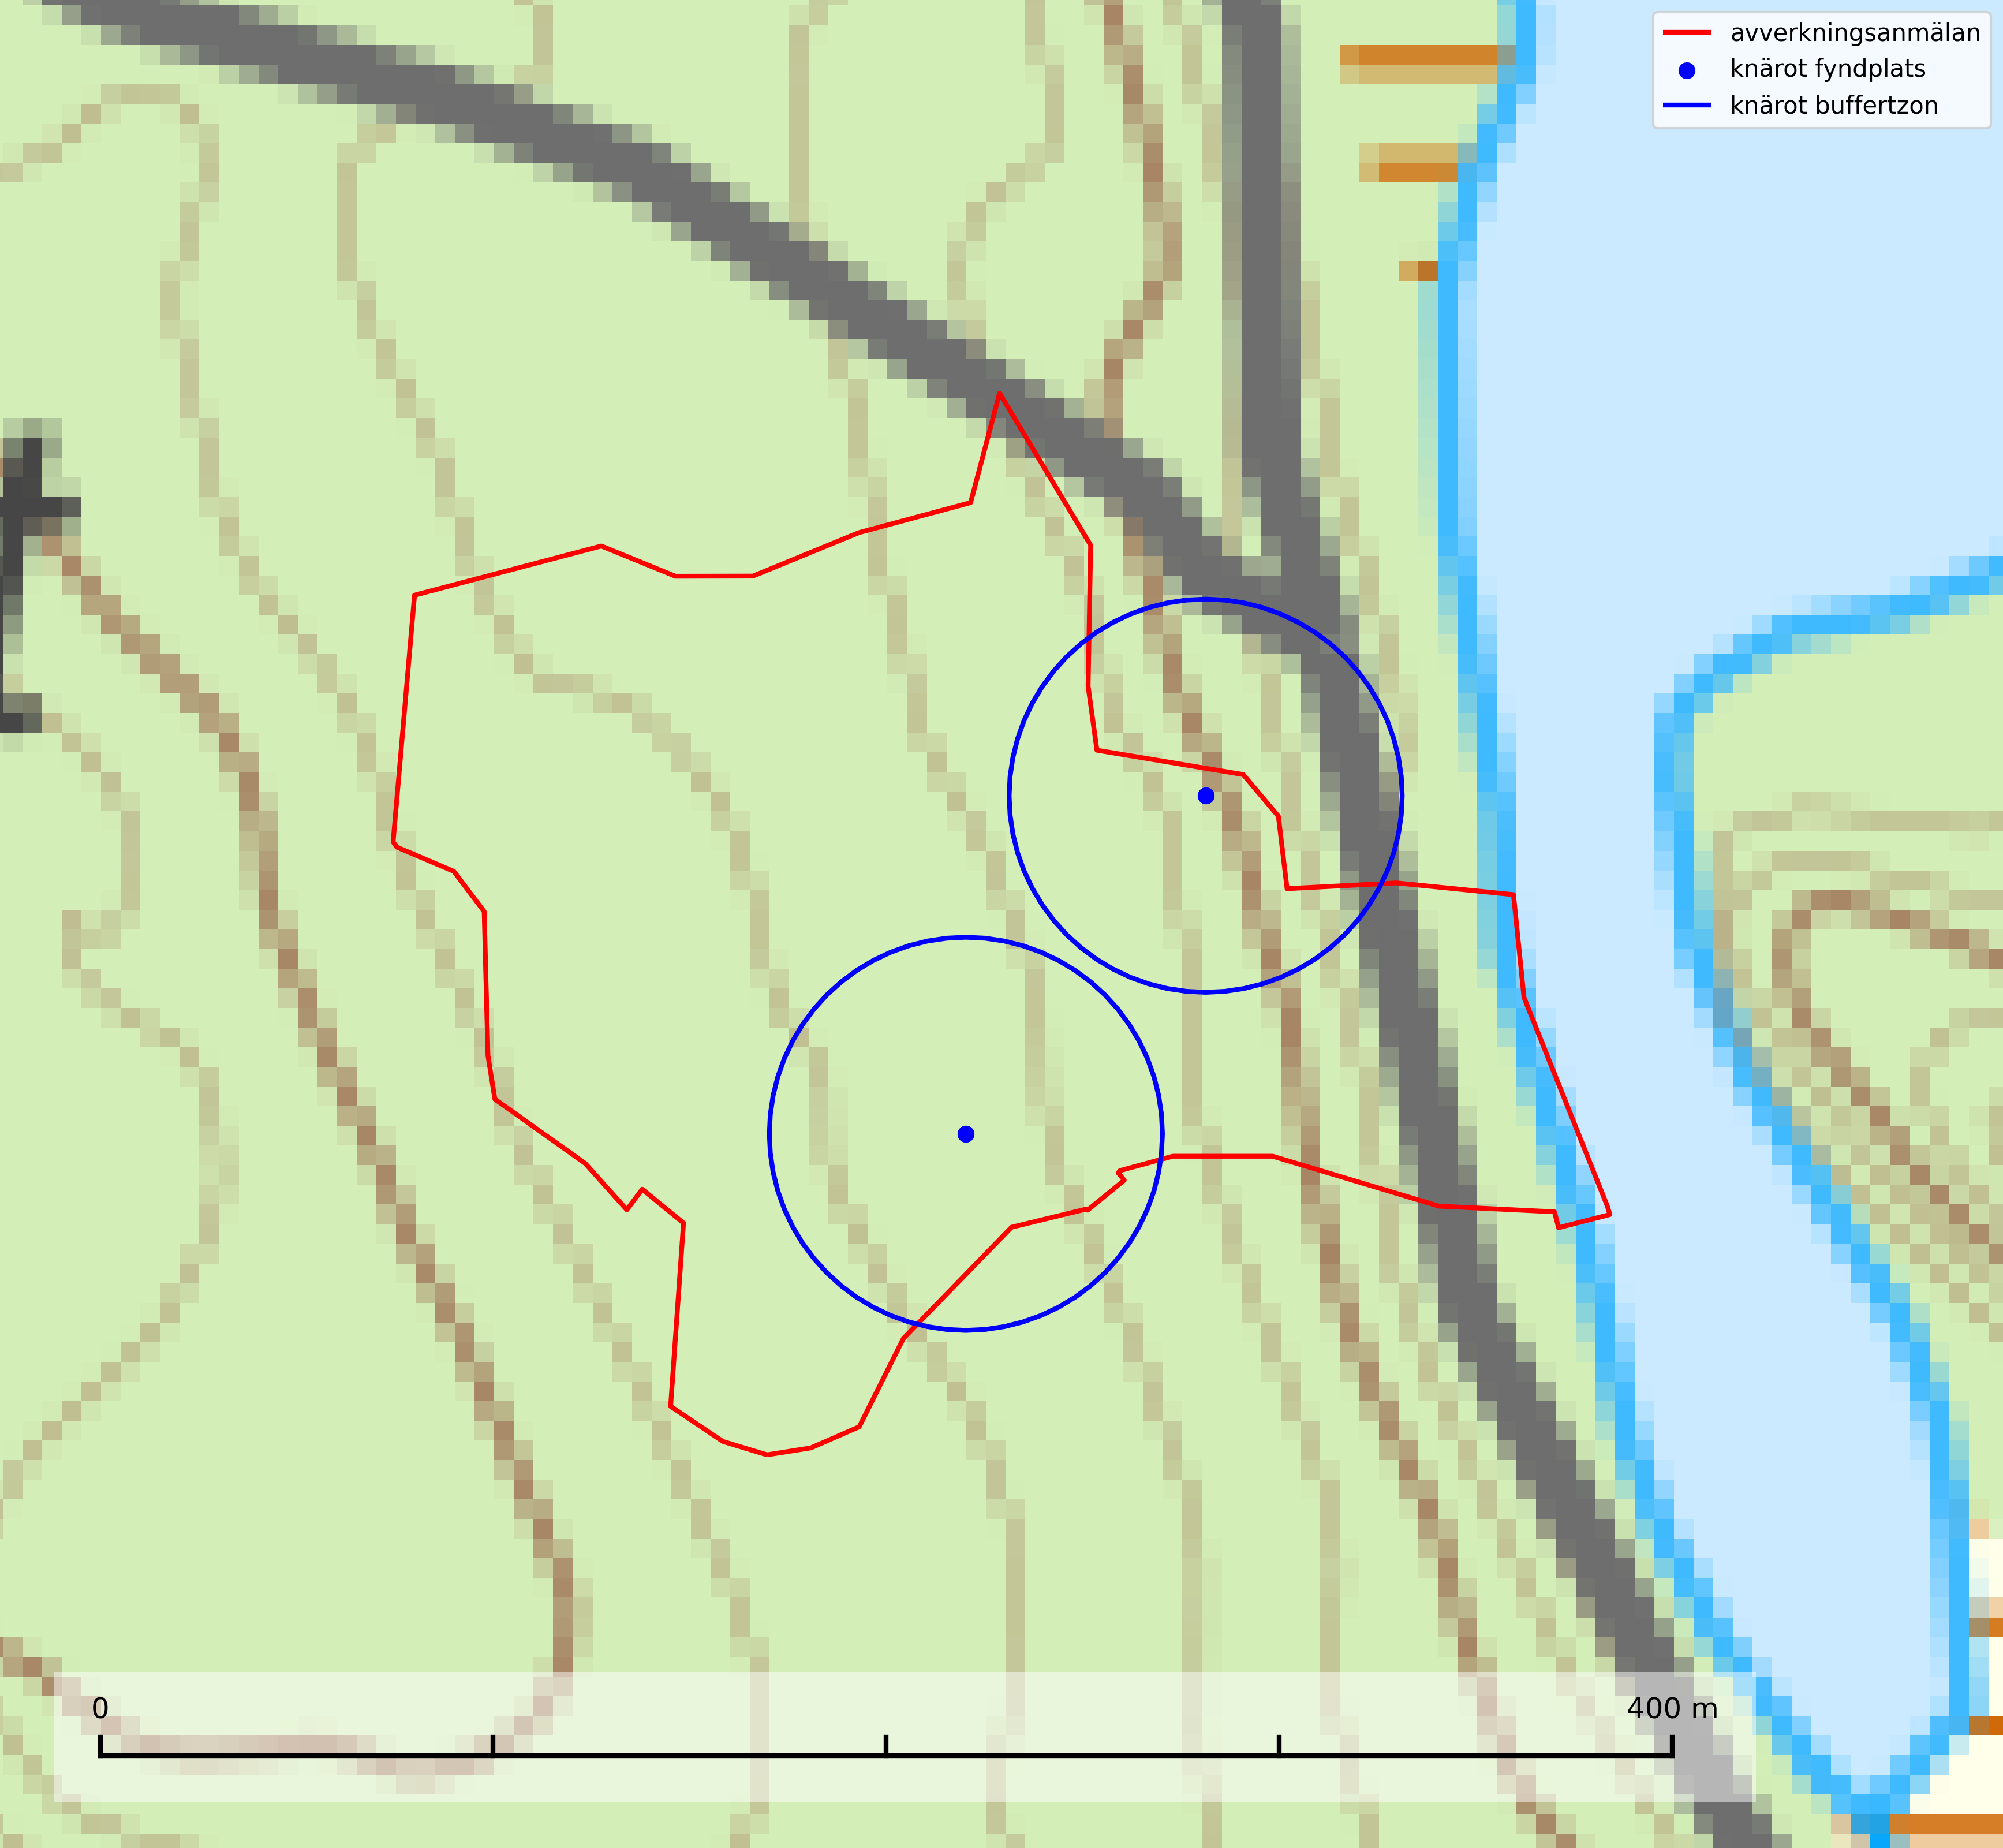 avverkningsanmälan
knärot fyndplats
knärot buffertzon
0
400 m